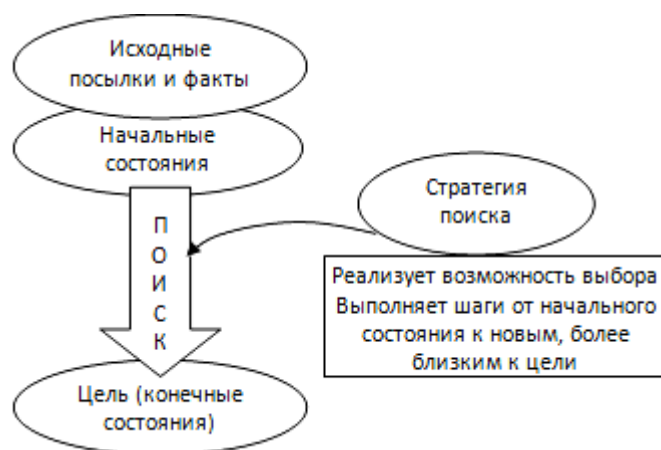 Исходные
посылки и факты
Начальные
состояния
Стратегия
поиска
ПОИСК
Реализует возможность выбора
Выполняет шаги от начального
состояния к новым, более
близким к цели
Цель (конечные
состояния)